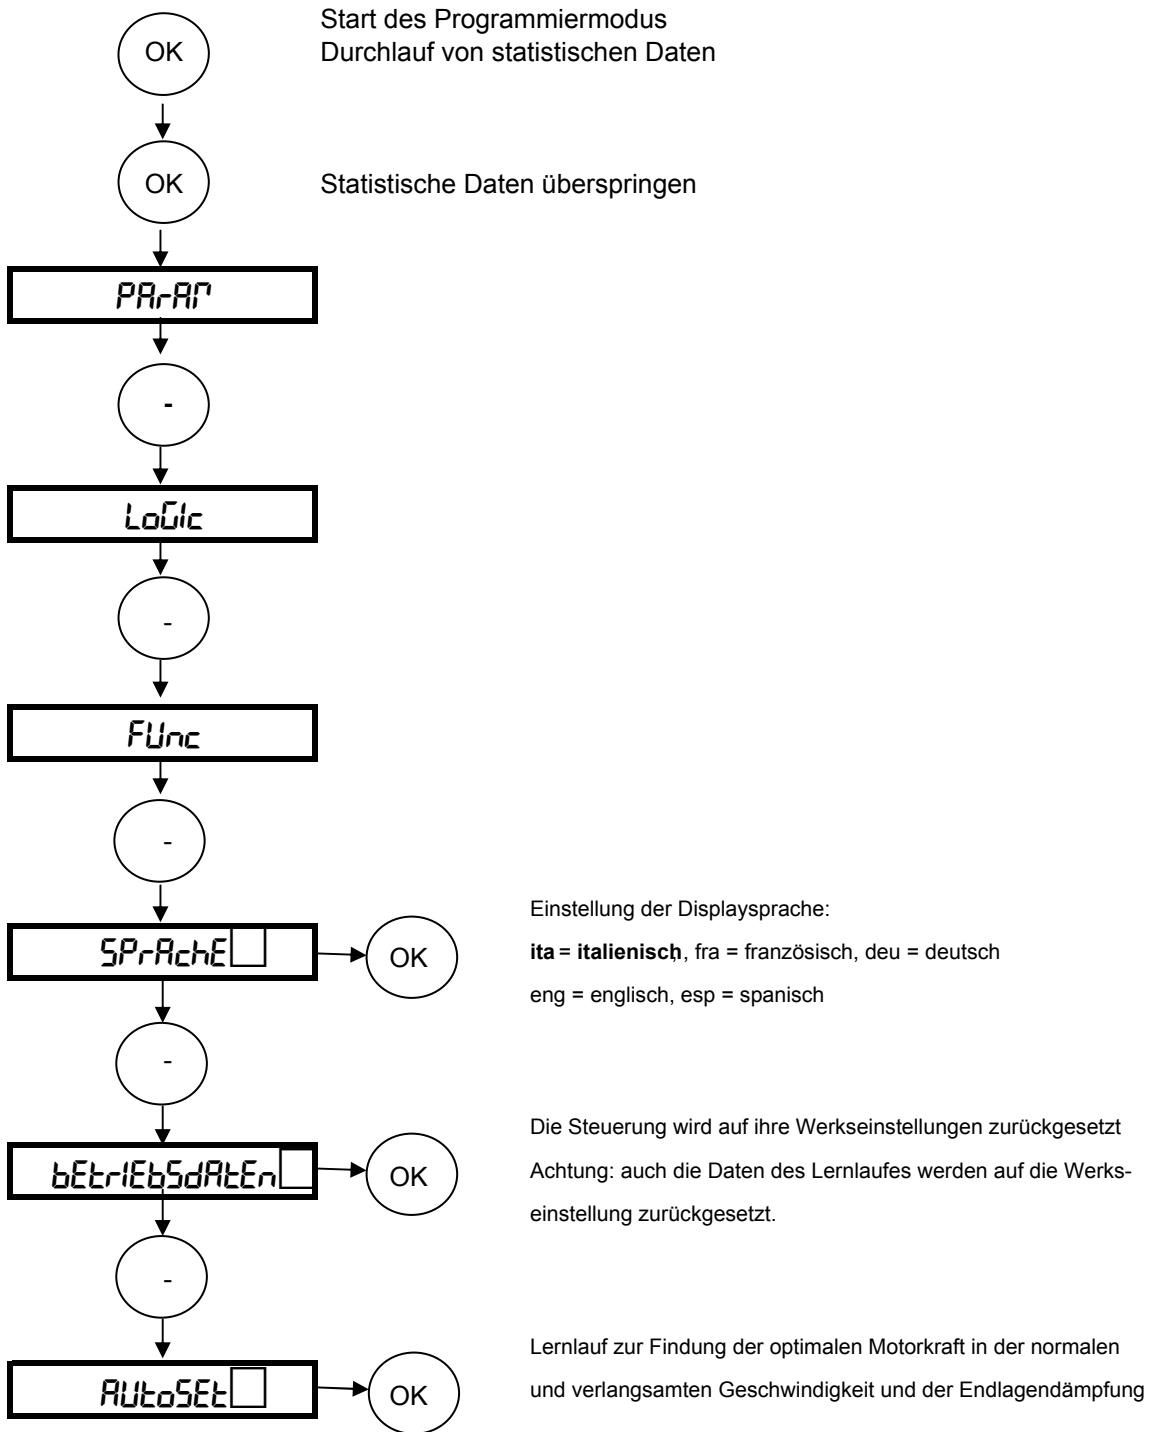 Start des Programmiermodus
OK
Durchlauf von statistischen Daten
OK
Statistische Daten überspringen
PArAM
-
LoGIc
-
FUnc
-
Einstellung der Displaysprache:
SPrAchE
OK
ita = italienisch, fra = französisch, deu = deutsch
eng = englisch, esp = spanisch
-
Die Steuerung wird auf ihre Werkseinstellungen zurückgesetzt
bEtrIEbSdAtEn
OK
Achtung: auch die Daten des Lernlaufes werden auf die Werks-
einstellung zurückgesetzt.
-
Lernlauf zur Findung der optimalen Motorkraft in der normalen
AUtoSEt
OK
und verlangsamten Geschwindigkeit und der Endlagendämpfung